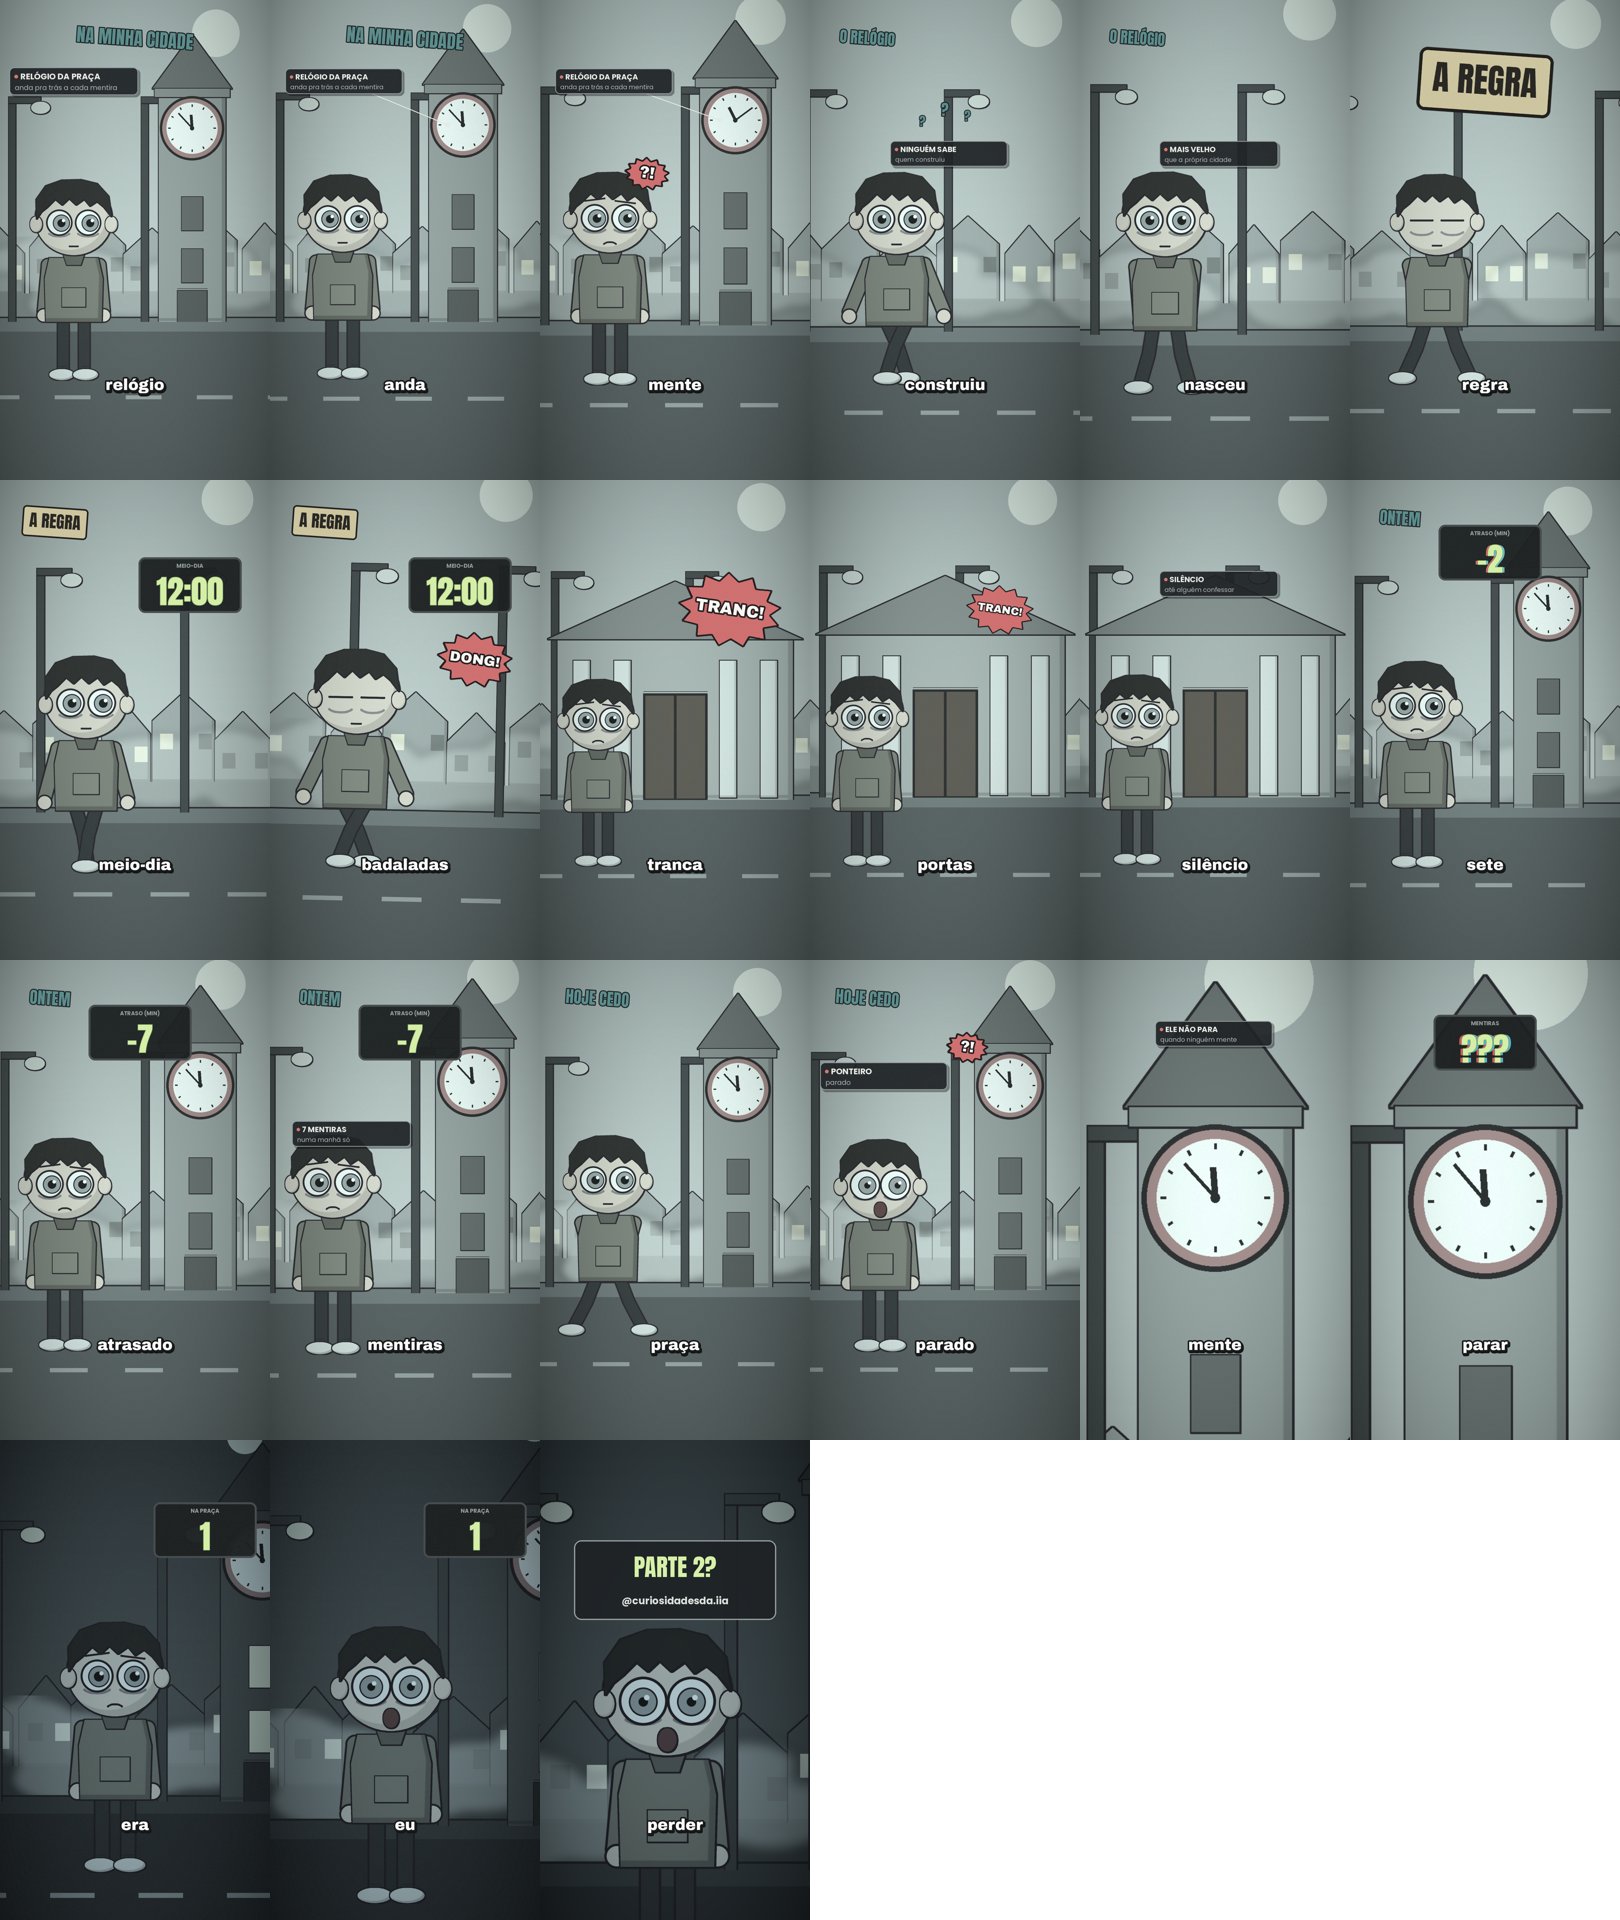 NA MINHA CIDADE
RELÓGIO DA PRAÇA
anda pra trás a cada mentira
relógio
NA MINHA CIDADE
RELÓGIO DA PRAÇA
anda pra trás a cada mentira
anda
RELÓGIO DA PRAÇA
anda pra trás a cada mentira
?!
mente
O RELÓGIO
? ? ?
NINGUÉM SABE
quem construiu
construiu
O RELÓGIO
MAIS VELHO
que a própria cidade
nasceu
A REGRA
regra
A REGRA
MEIO-DIA
12:00
meio-dia
A REGRA
MEIO-DIA
12:00
DONG!
badaladas
TRANC!
tranca
TRANC!
portas
SILÊNCIO
até alguém confessar
silêncio
ONTEM
ATRASO (MIN)
-2
sete
ONTEM
ATRASO (MIN)
-7
atrasado
ONTEM
ATRASO (MIN)
-7
7 MENTIRAS
numa manhã só
mentiras
HOJE CEDO
praça
HOJE CEDO
?!
PONTEIRO
parado
parado
ELE NÃO PARA
quando ninguém mente
mente
MENTIRAS
???
parar
NA PRAÇA
1
era
NA PRAÇA
1
eu
PARTE 2?
@curiosidadesda.iia
perder